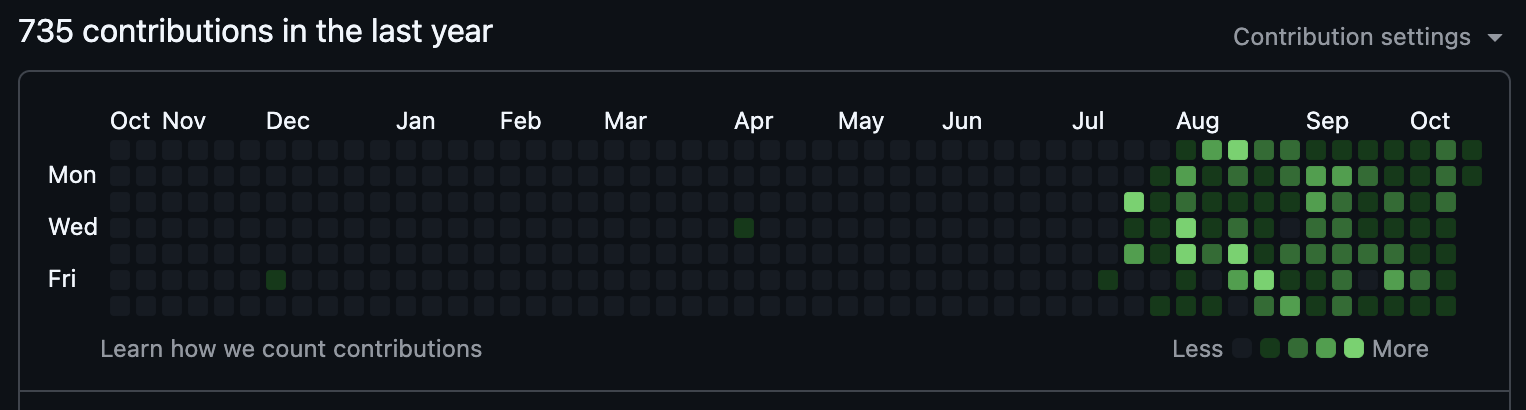 735 contributions in the last year
Contribution settings
Oct Nov Dec Jan Feb Mar Apr May Jun Jul Aug Sep Oct
Mon
Wed
Fri
Learn how we count contributions
Less More